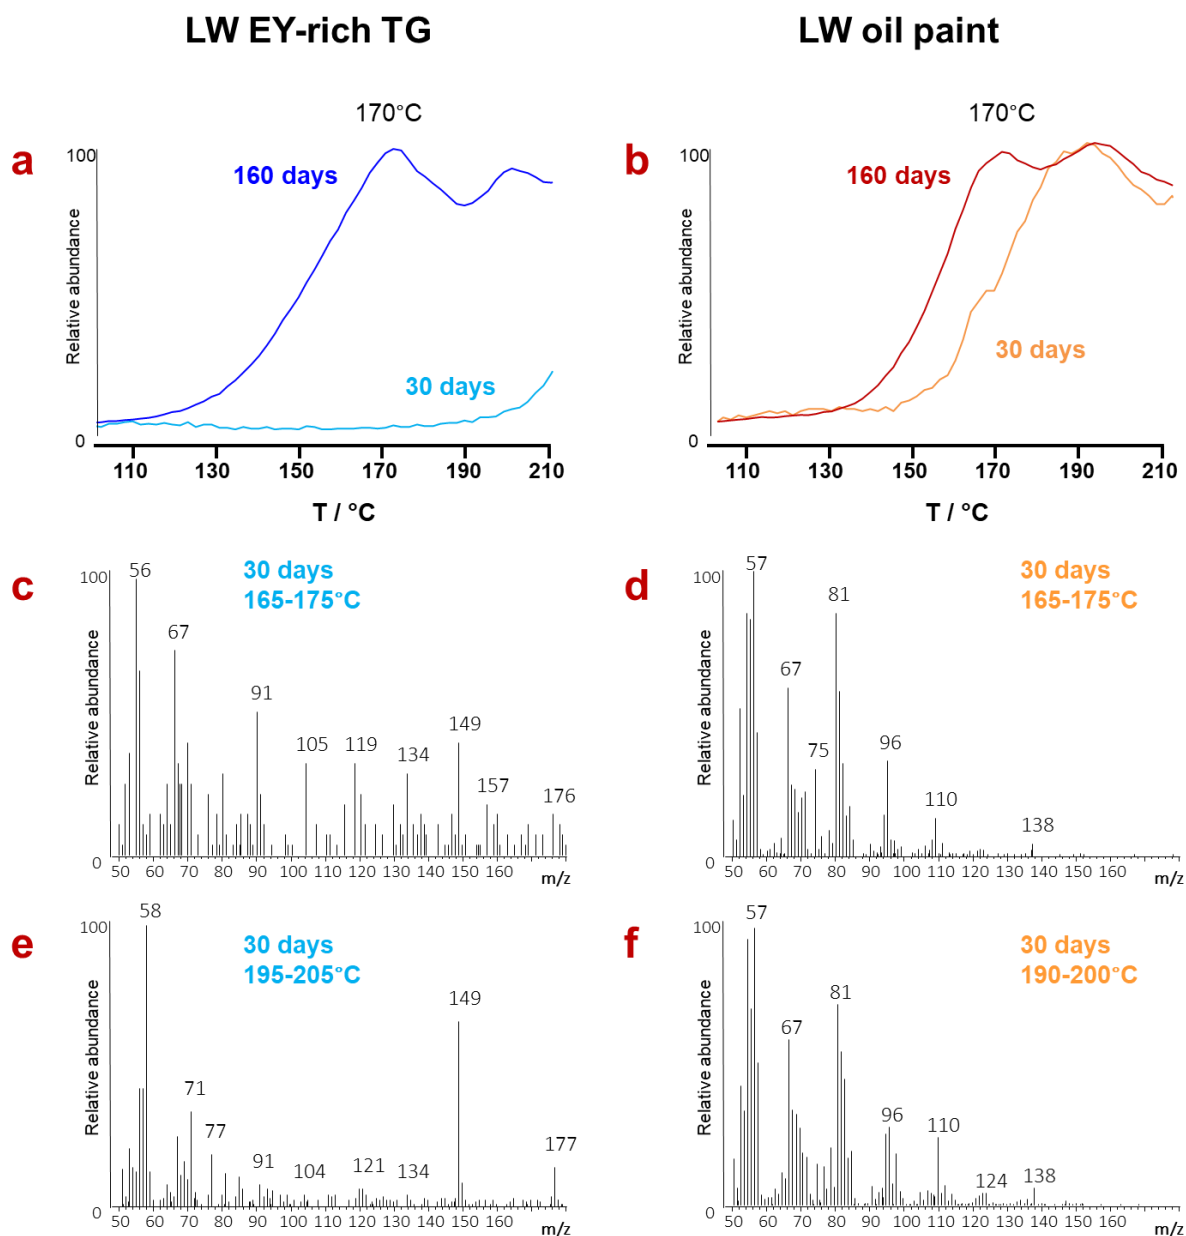 LW EY-rich TG
LW oil paint
a
170°C
100
160 days
30 days
Relative abundance
0
110 130 150 170 190 210
T / °C
b
170°C
100
160 days
30 days
Relative abundance
0
110 130 150 170 190 210
T / °C
c
30 days
165-175°C
100
56
67
91
105
119
134
149
157
176
Relative abundance
0
50 60 70 80 90 100 110 120 130 140 150 160
m/z
d
30 days
165-175°C
100
57
81
67
75
96
110
138
Relative abundance
0
50 60 70 80 90 100 110 120 130 140 150 160
m/z
e
30 days
195-205°C
100
58
71
77
91
104
121
134
149
177
Relative abundance
0
50 60 70 80 90 100 110 120 130 140 150 160
m/z
f
30 days
190-200°C
100
57
81
67
96
110
124
138
Relative abundance
0
50 60 70 80 90 100 110 120 130 140 150 160
m/z